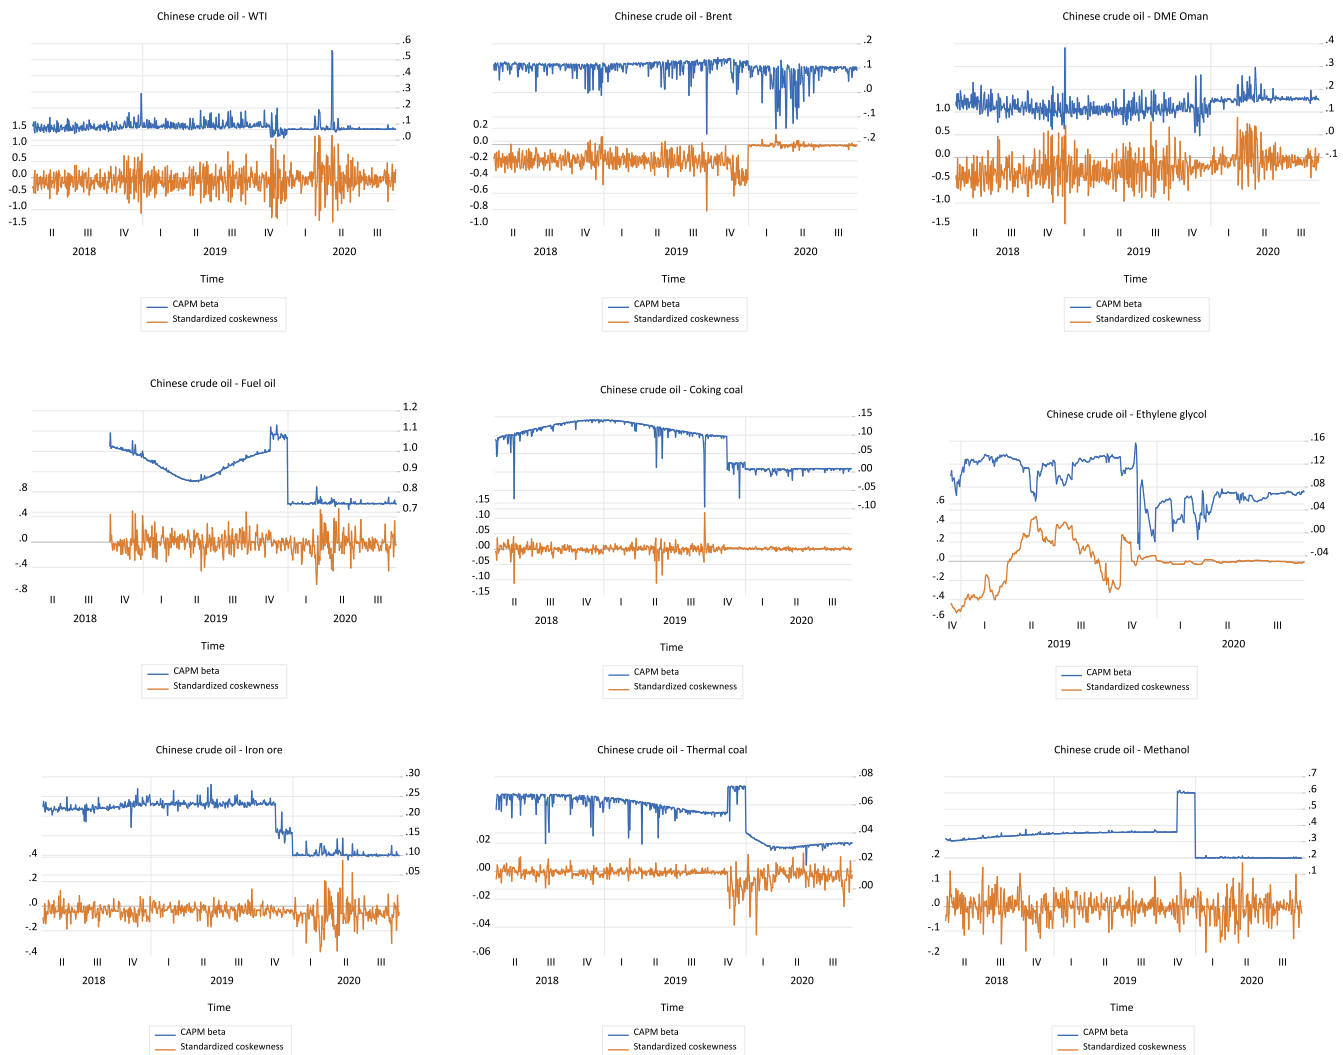 Chinese crude oil - WTI
.6
.5
.4
.3
.2
.1
.0
1.5
1.0
0.5
0.0
-0.5
-1.0
-1.5
II III IV I II III IV I II III
2018 2019 2020
Time
CAPM beta
Standardized coskewness
Chinese crude oil - Brent
.2
.1
.0
-.1
-.2
0.2
0.0
-0.2
-0.4
-0.6
-0.8
-1.0
II III IV I II III IV I II III
2018 2019 2020
Time
CAPM beta
Standardized coskewness
Chinese crude oil - DME Oman
.4
.3
.2
.1
.0
-.1
1.0
0.5
0.0
-0.5
-1.0
-1.5
II III IV I II III IV I II III
2018 2019 2020
Time
CAPM beta
Standardized coskewness
Chinese crude oil - Fuel oil
1.2
1.1
1.0
0.9
0.8
0.7
.8
.4
.0
-.4
-.8
II III IV I II III IV I II III
2018 2019 2020
Time
CAPM beta
Standardized coskewness
Chinese crude oil - Coking coal
.15
.10
.05
.00
-.05
-.10
.15
.10
.05
.00
-.05
-.10
-.15
II III IV I II III IV I II III
2018 2019 2020
Time
CAPM beta
Standardized coskewness
Chinese crude oil - Ethylene glycol
.16
.12
.08
.04
.00
-.04
.6
.4
.2
.0
-.2
-.4
-.6
IV I II III IV I II III
2019 2020
Time
CAPM beta
Standardized coskewness
Chinese crude oil - Iron ore
.30
.25
.20
.15
.10
.05
.4
.2
.0
-.2
-.4
II III IV I II III IV I II III
2018 2019 2020
Time
CAPM beta
Standardized coskewness
Chinese crude oil - Thermal coal
.08
.06
.04
.02
.00
.02
.00
-.02
-.04
-.06
II III IV I II III IV I II III
2018 2019 2020
Time
CAPM beta
Standardized coskewness
Chinese crude oil - Methanol
.7
.6
.5
.4
.3
.2
.1
.2
.1
.0
-.1
-.2
II III IV I II III IV I II III
2018 2019 2020
Time
CAPM beta
Standardized coskewness